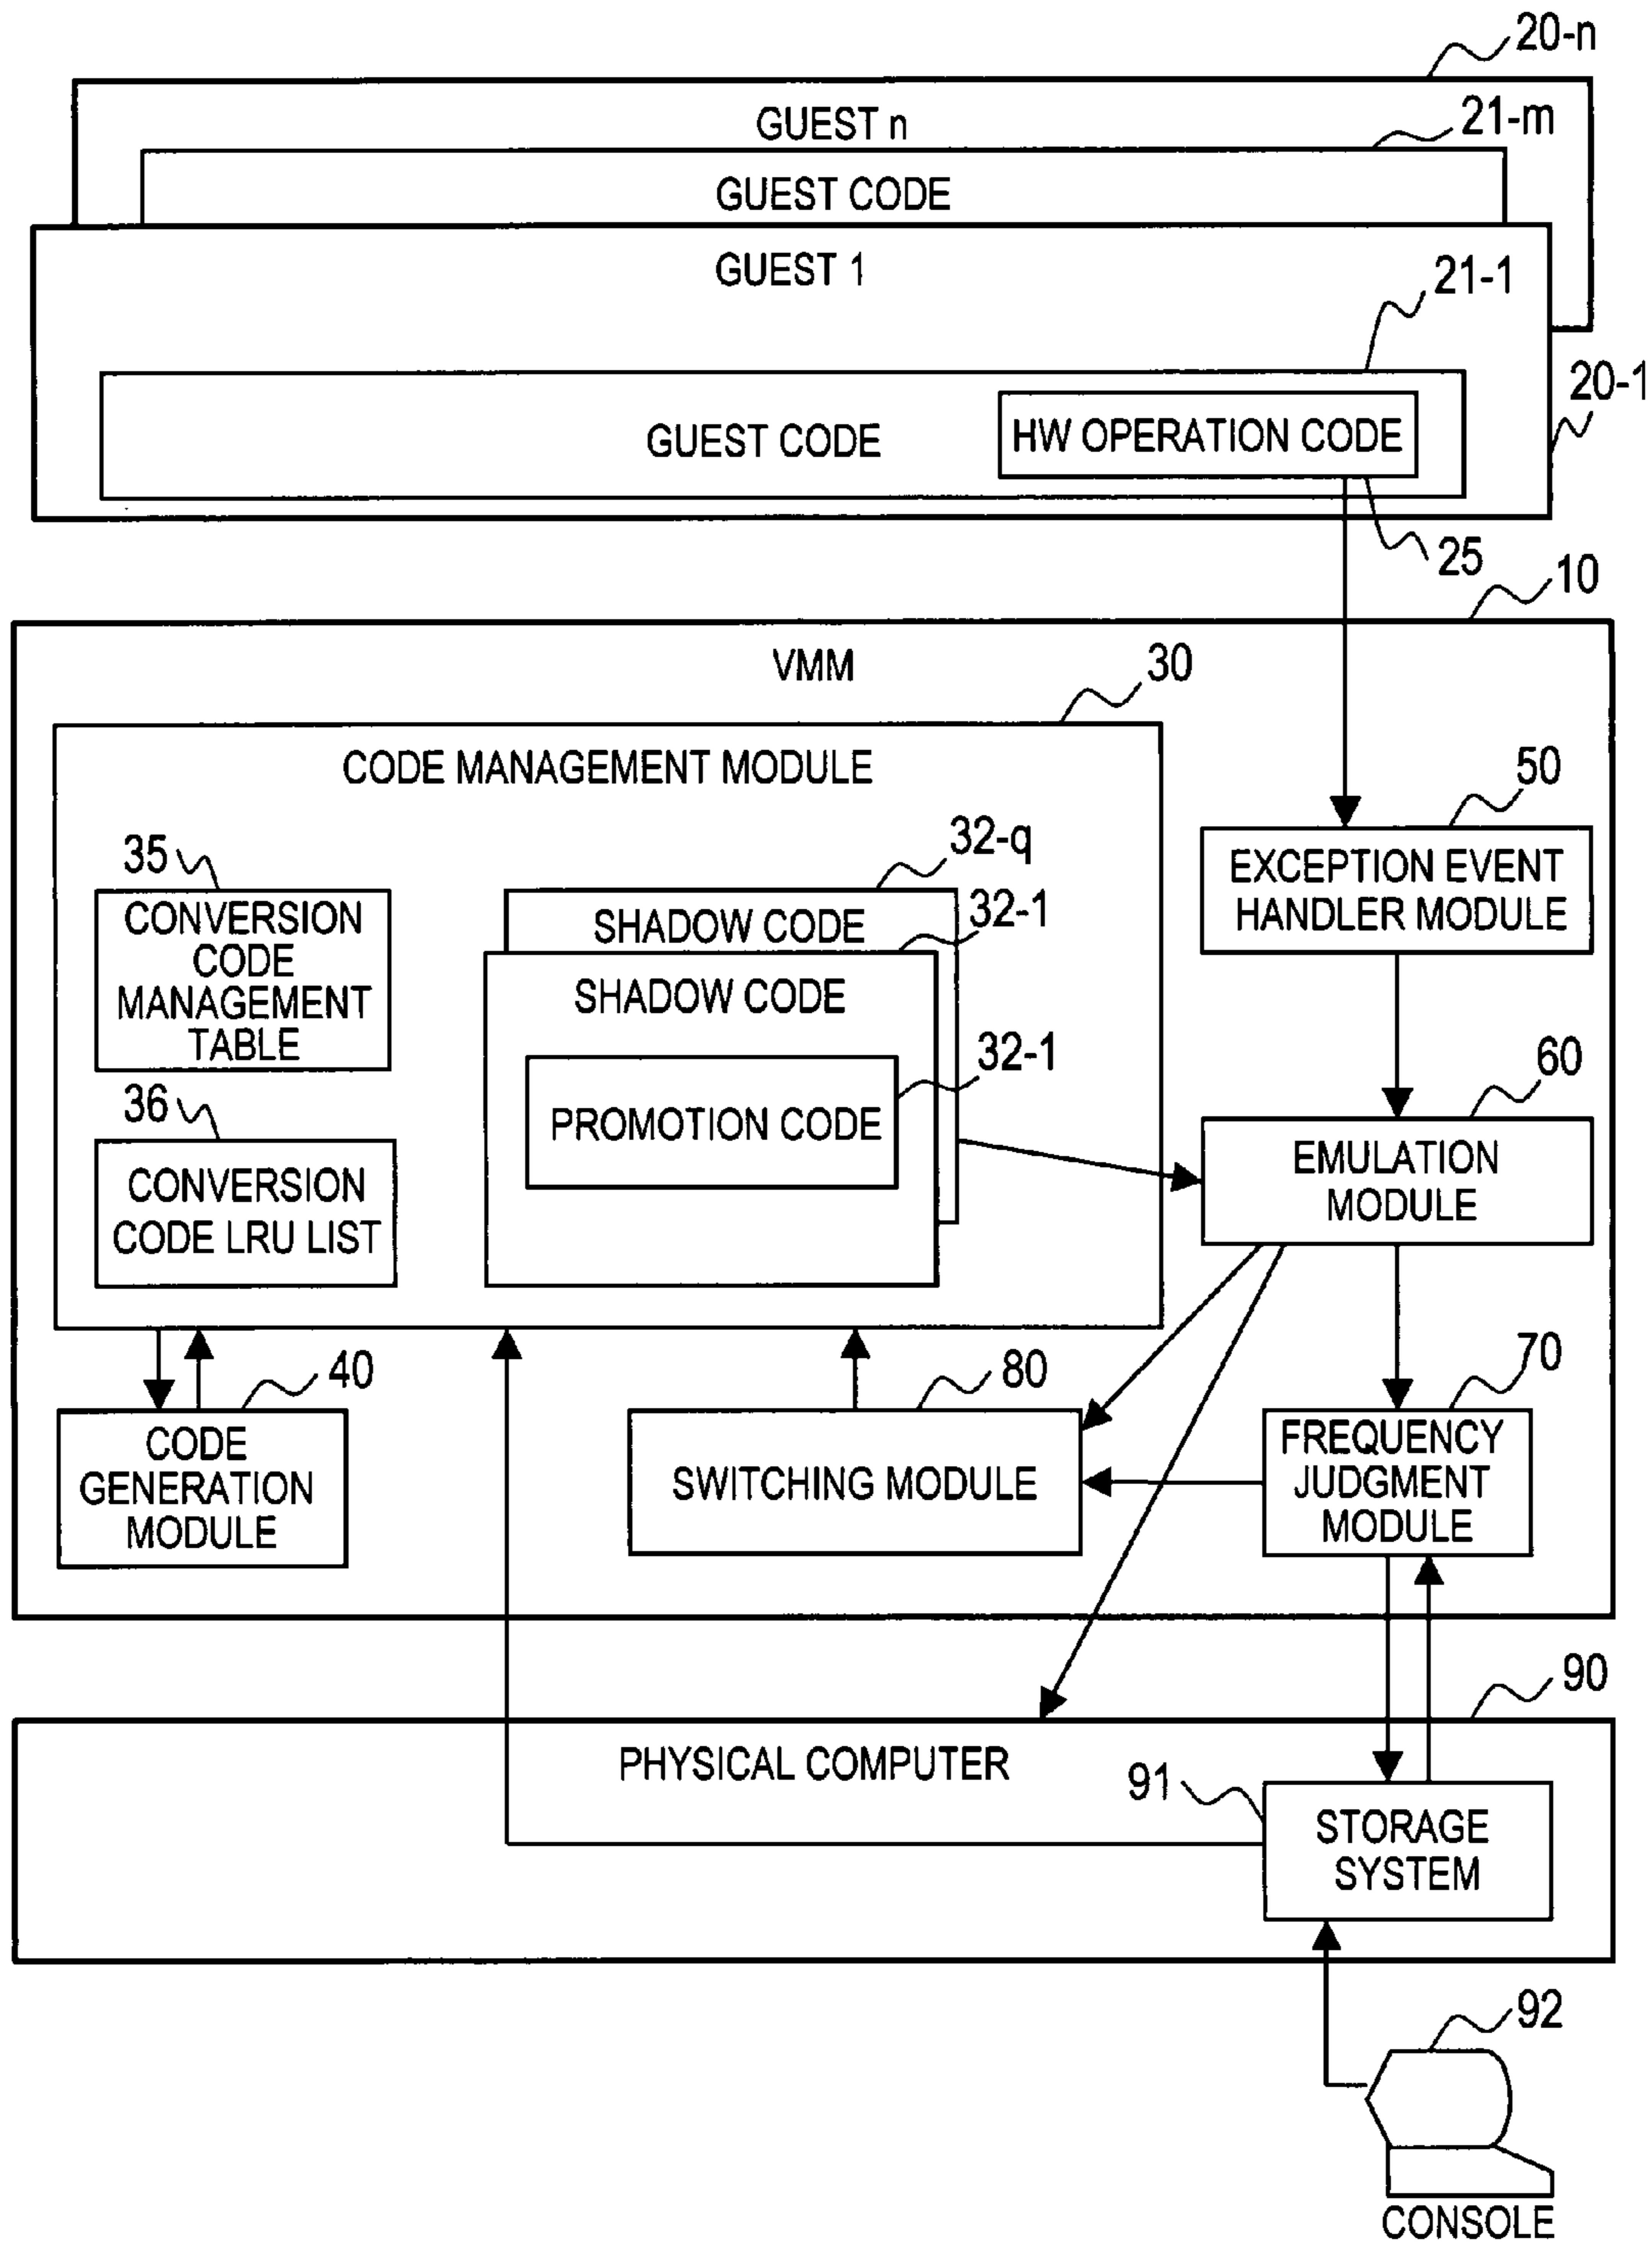 20-n
GUEST n
21-m
GUEST CODE
GUEST 1
21-1
20-1
GUEST CODE
HW OPERATION CODE
25
10
VMM
30
CODE MANAGEMENT MODULE
50
35
32-q
EXCEPTION EVENT
HANDLER MODULE
CONVERSION
CODE
MANAGEMENT
TABLE
SHADOW CODE
32-1
SHADOW CODE
32-1
PROMOTION CODE
60
36
EMULATION
MODULE
CONVERSION
CODE LRU LIST
40
80
70
CODE
GENERATION
MODULE
SWITCHING MODULE
FREQUENCY
JUDGMENT
MODULE
90
PHYSICAL COMPUTER
91
STORAGE
SYSTEM
92
CONSOLE